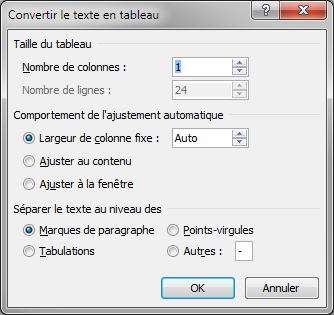 Convertir le texte en tableau
Taille du tableau
Nombre de colonnes : 1
Nombre de lignes : 24
Comportement de l'ajustement automatique
Largeur de colonne fixe : Auto
Ajuster au contenu
Ajuster à la fenêtre
Séparer le texte au niveau des
Marques de paragraphe Points-virgules
Tabulations Autres : -
OK Annuler